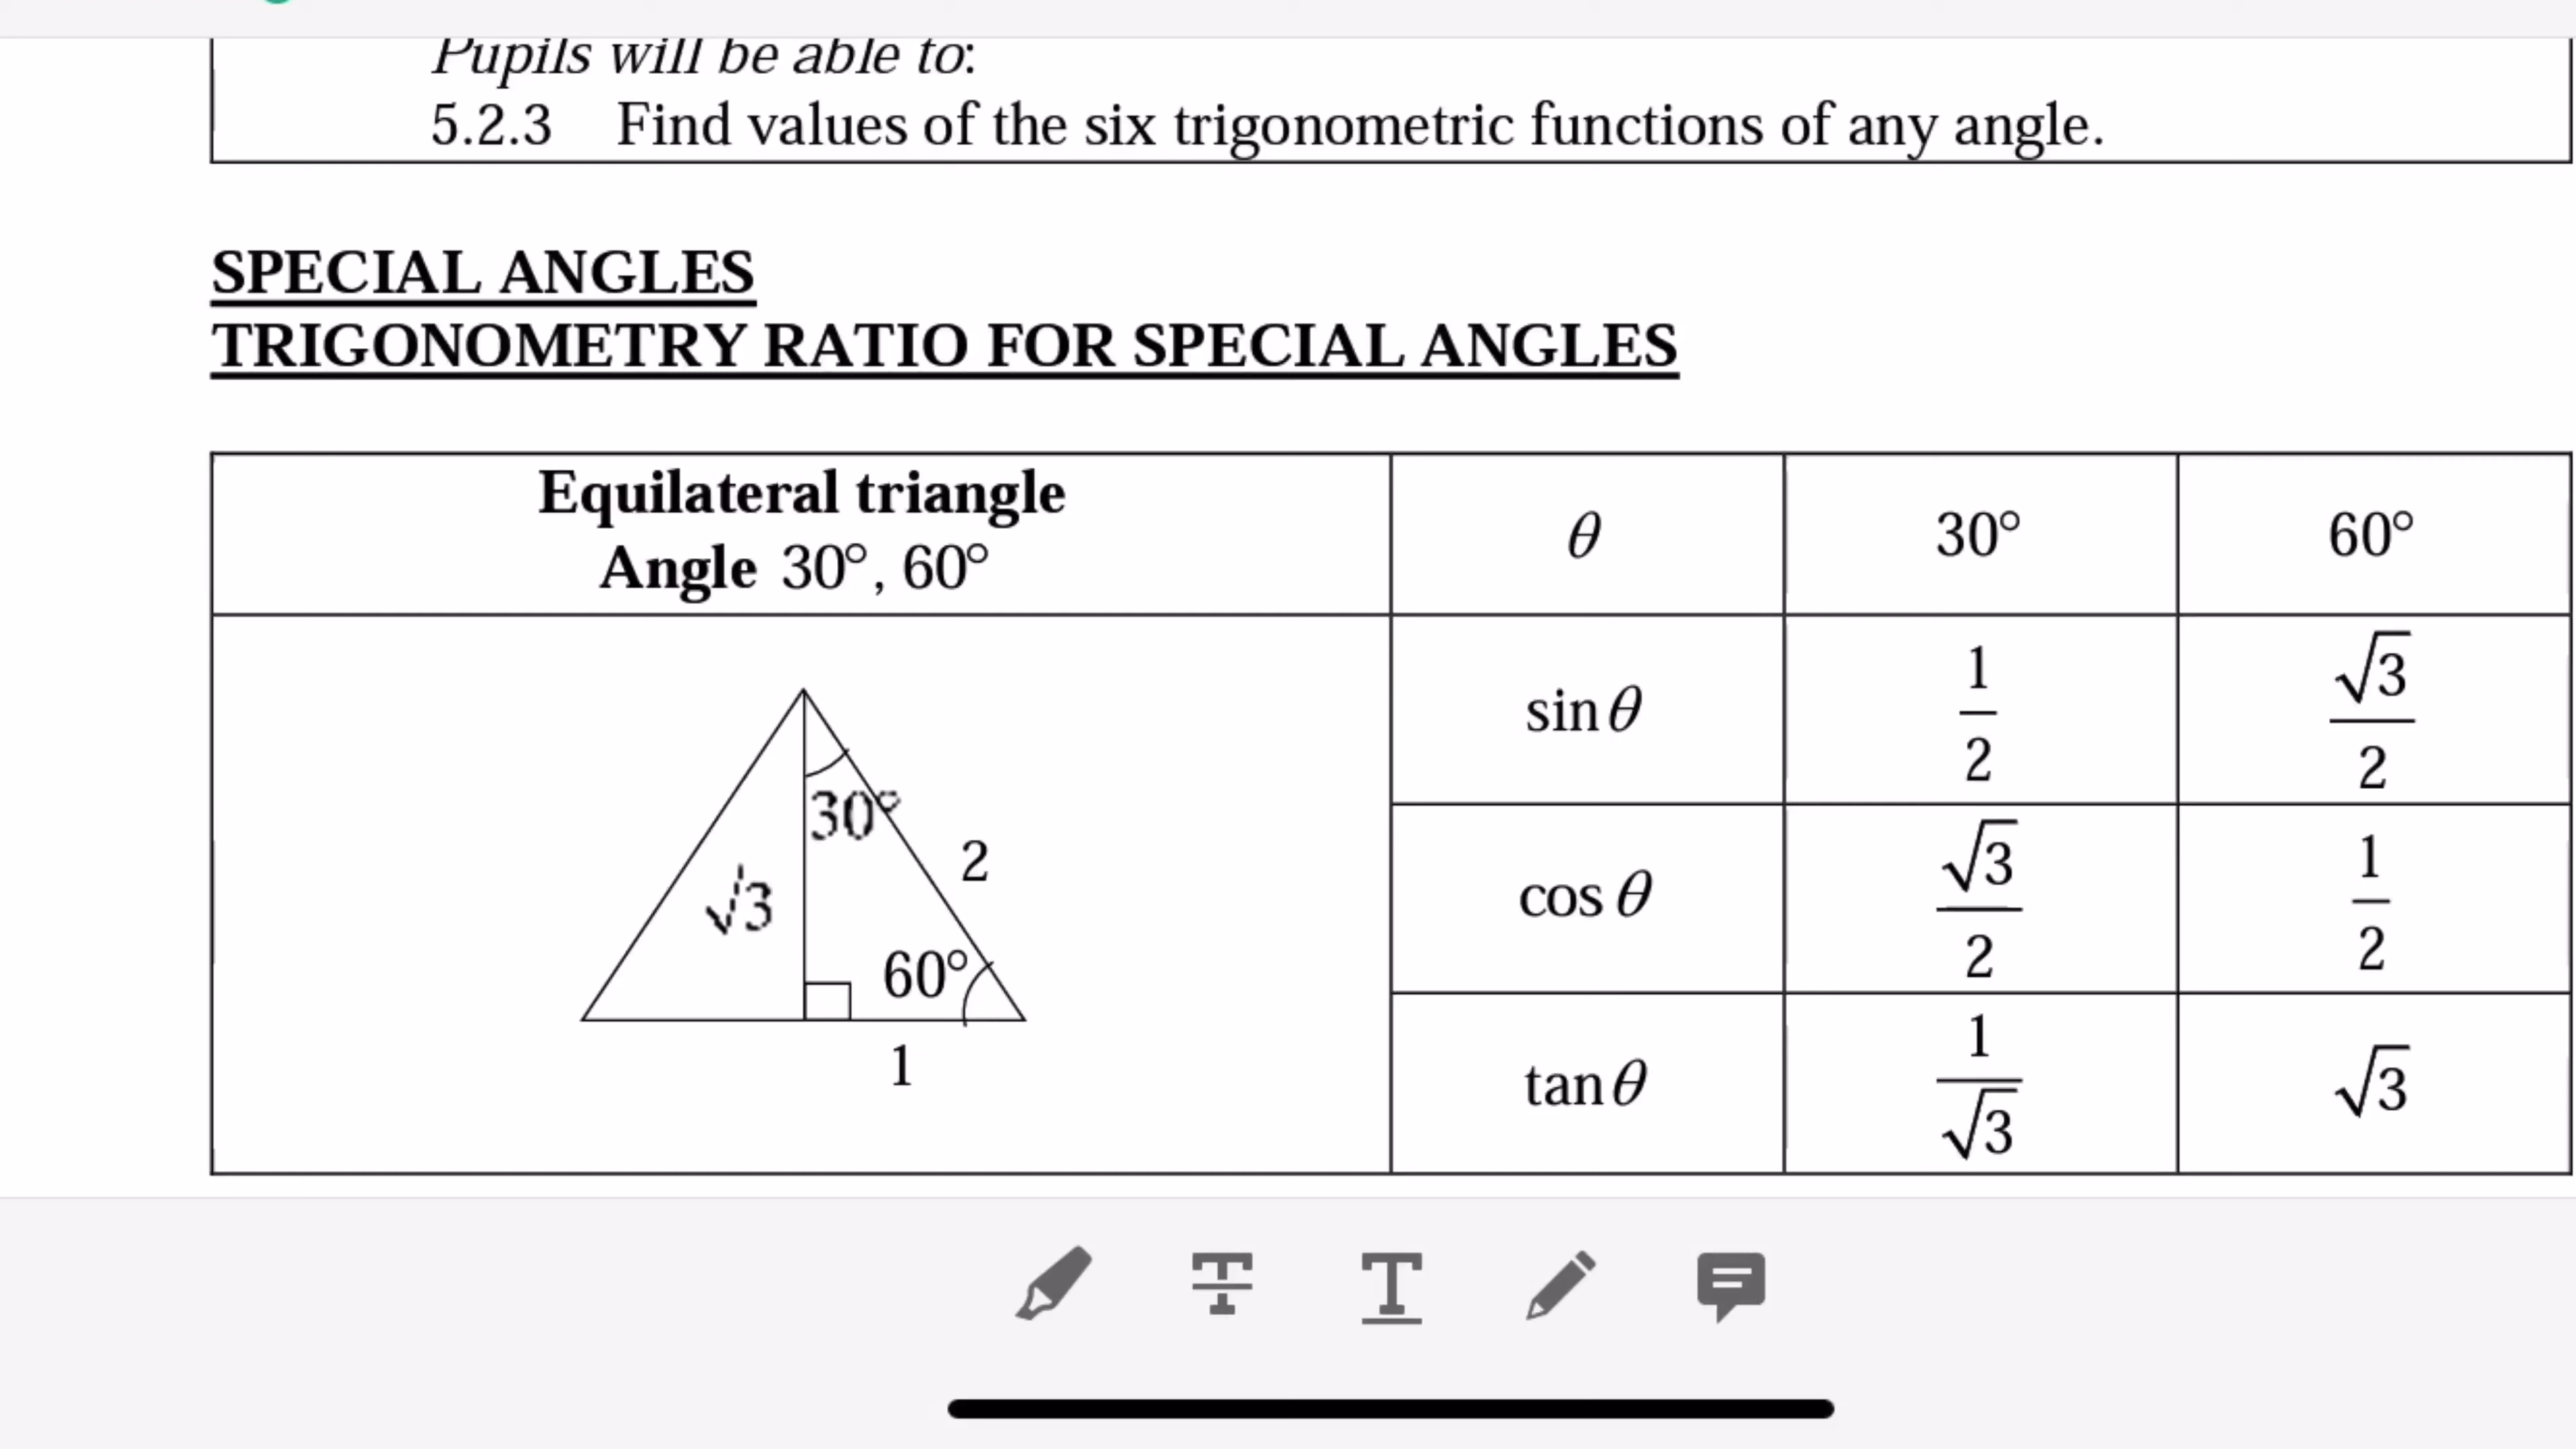 Pupils will be able to:
5.2.3 Find values of the six trigonometric functions of any angle.
SPECIAL ANGLES
TRIGONOMETRY RATIO FOR SPECIAL ANGLES
Equilateral triangle
Angle 30°, 60°
θ
30°
60°
30°
2
√3
60°
1
sin θ
1/2
√3/2
cos θ
√3/2
1/2
tan θ
1/√3
√3